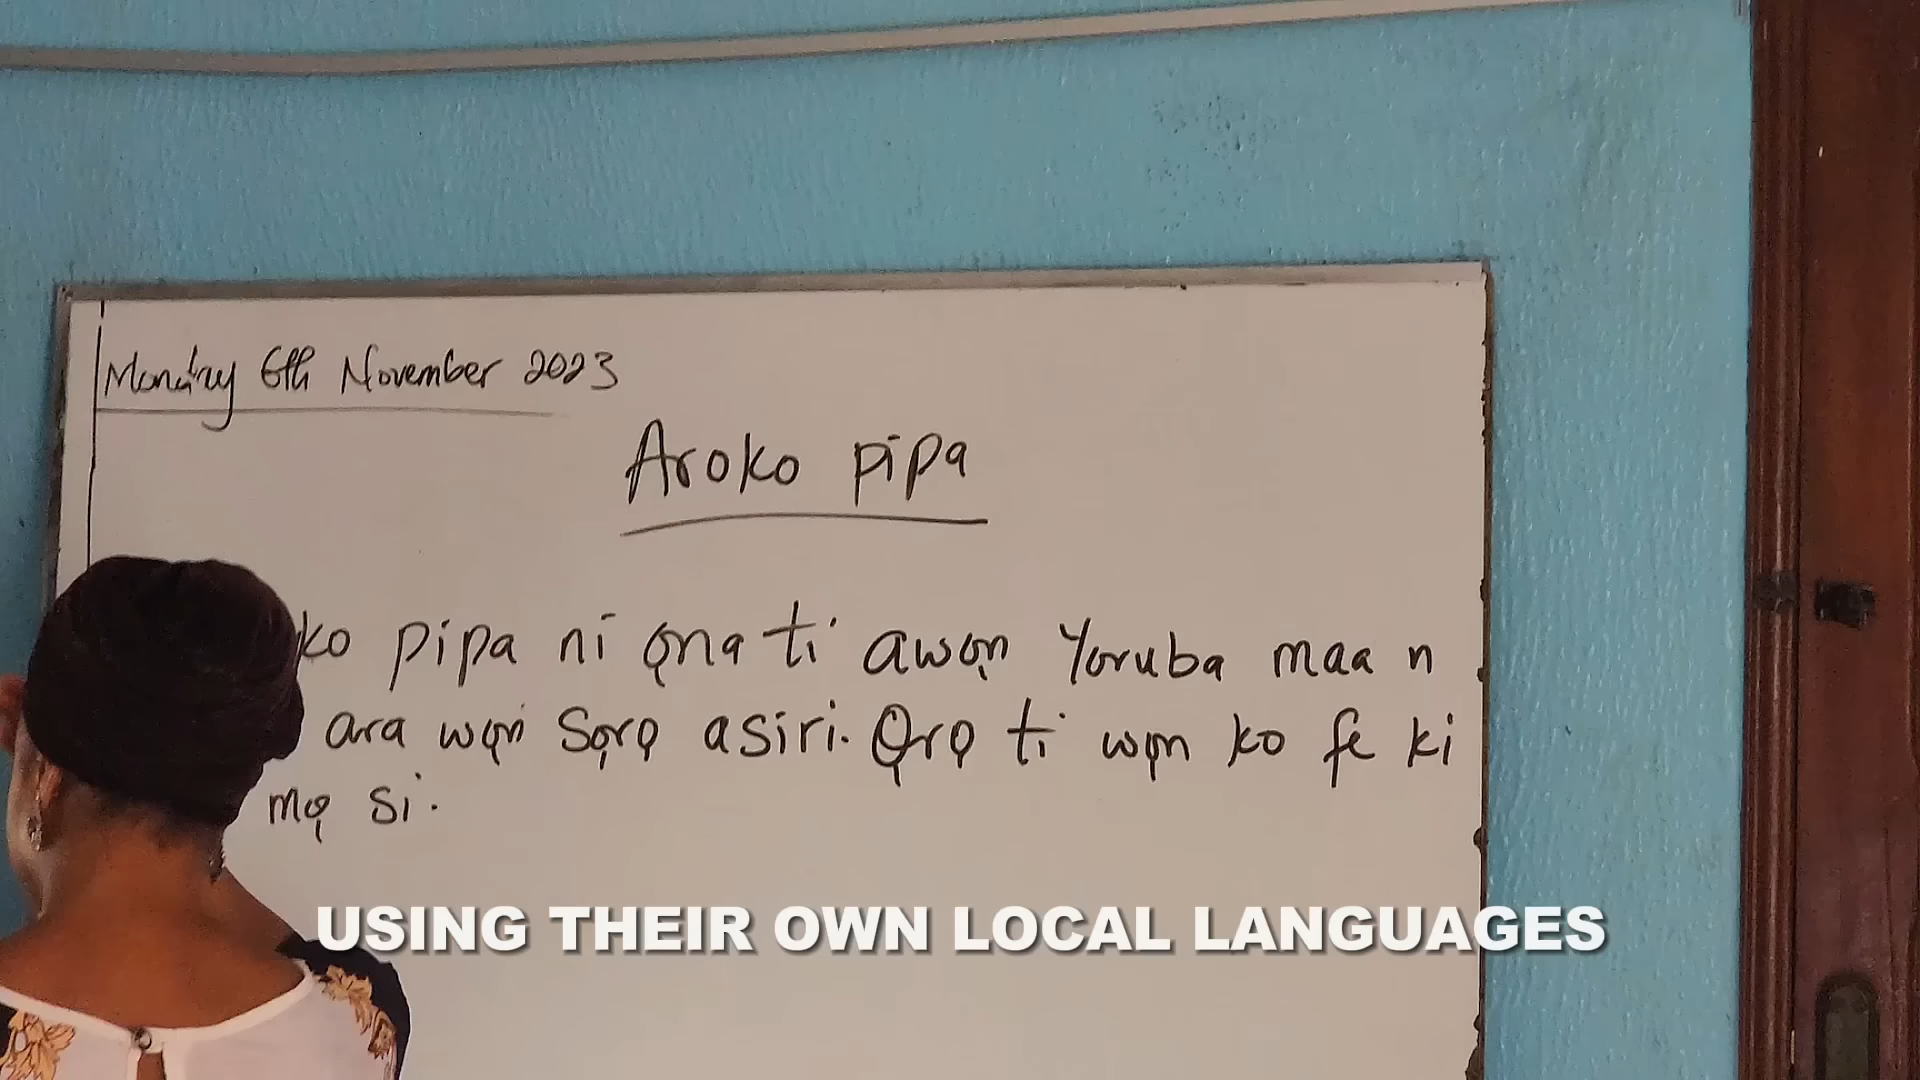 Monday 6th November 2023
Aroko pipa
ko pipa ni ọna ti awọn Yoruba maa n
ara wọn Sọrọ asiri. Ọrọ ti wọn ko fe ki
mọ si.
USING THEIR OWN LOCAL LANGUAGES